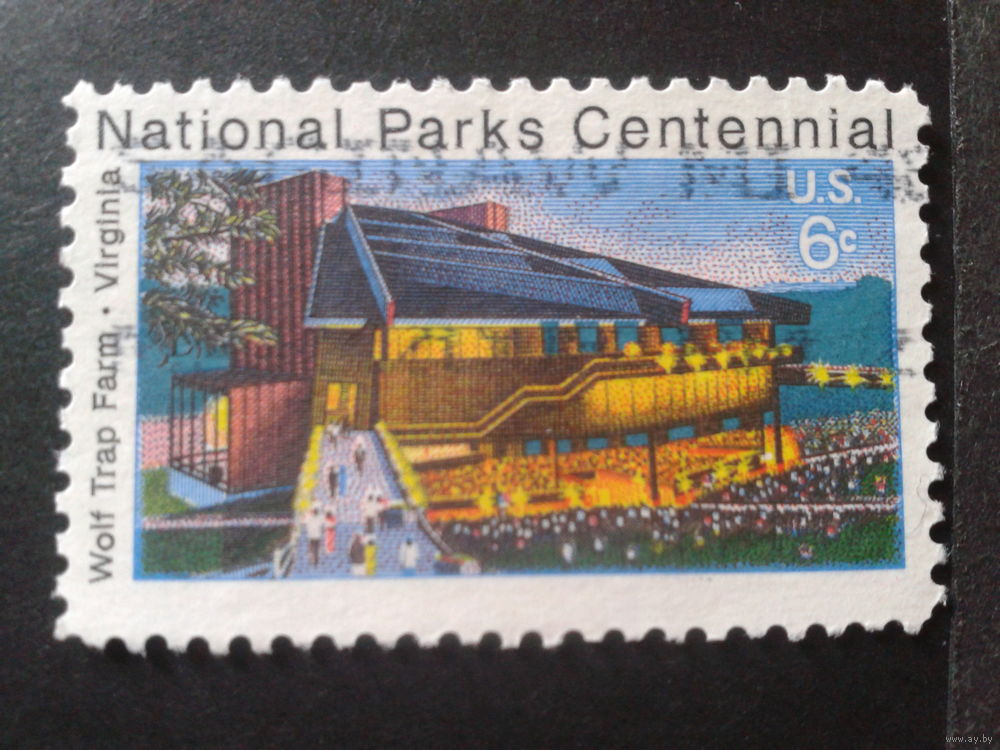 National Parks Centennial
Wolf Trap Farm · Virginia
U.S.
6c
www.ay.by